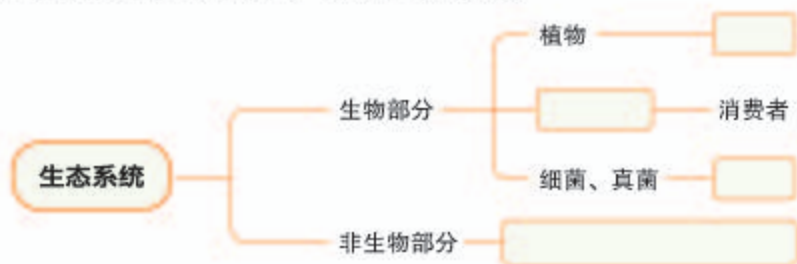 植物
生物部分
消费者
生态系统
细菌、真菌
非生物部分